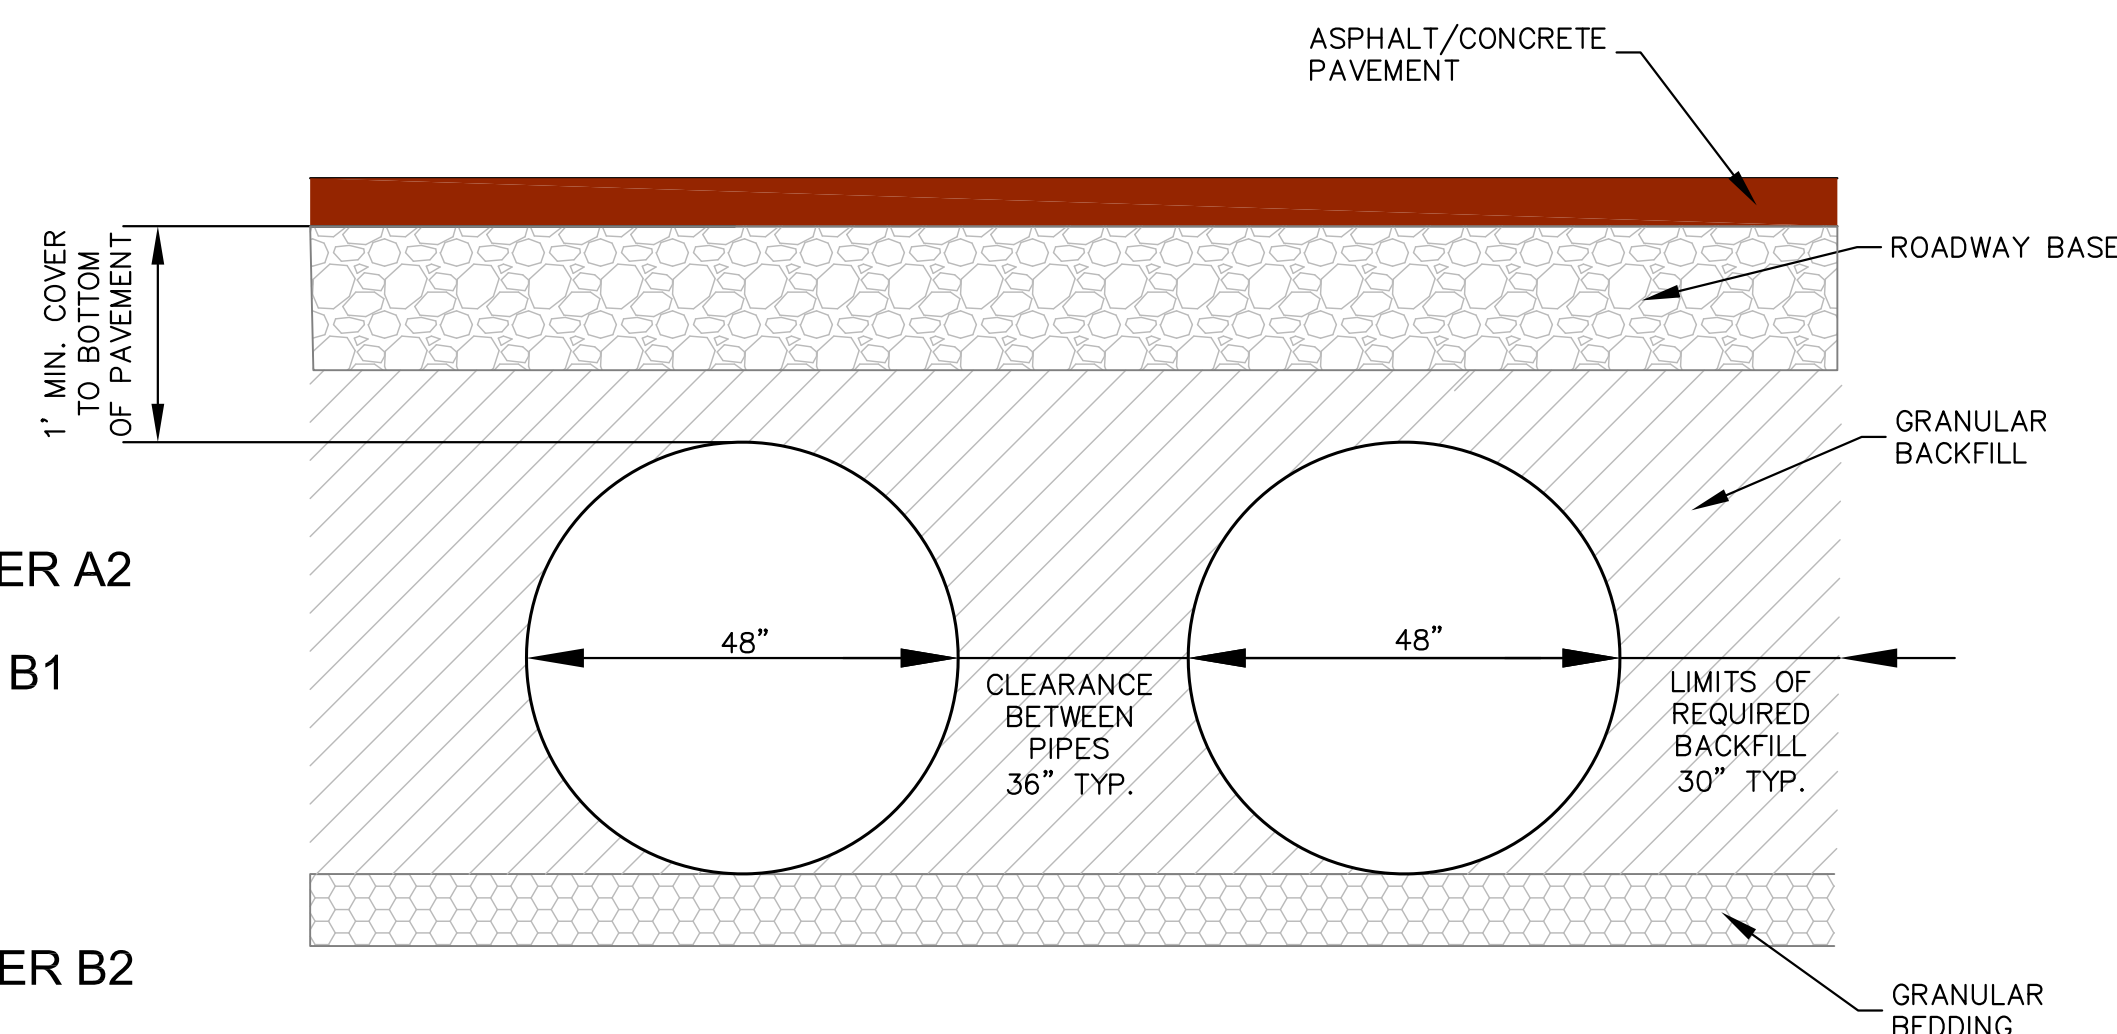 ASPHALT/CONCRETE
PAVEMENT
ROADWAY BASE
1' MIN. COVER
TO BOTTOM
OF PAVEMENT
GRANULAR
BACKFILL
ER A2
48”
48”
B1
CLEARANCE
BETWEEN
PIPES
36” TYP.
LIMITS OF
REQUIRED
BACKFILL
30” TYP.
ER B2
GRANULAR
BEDDING